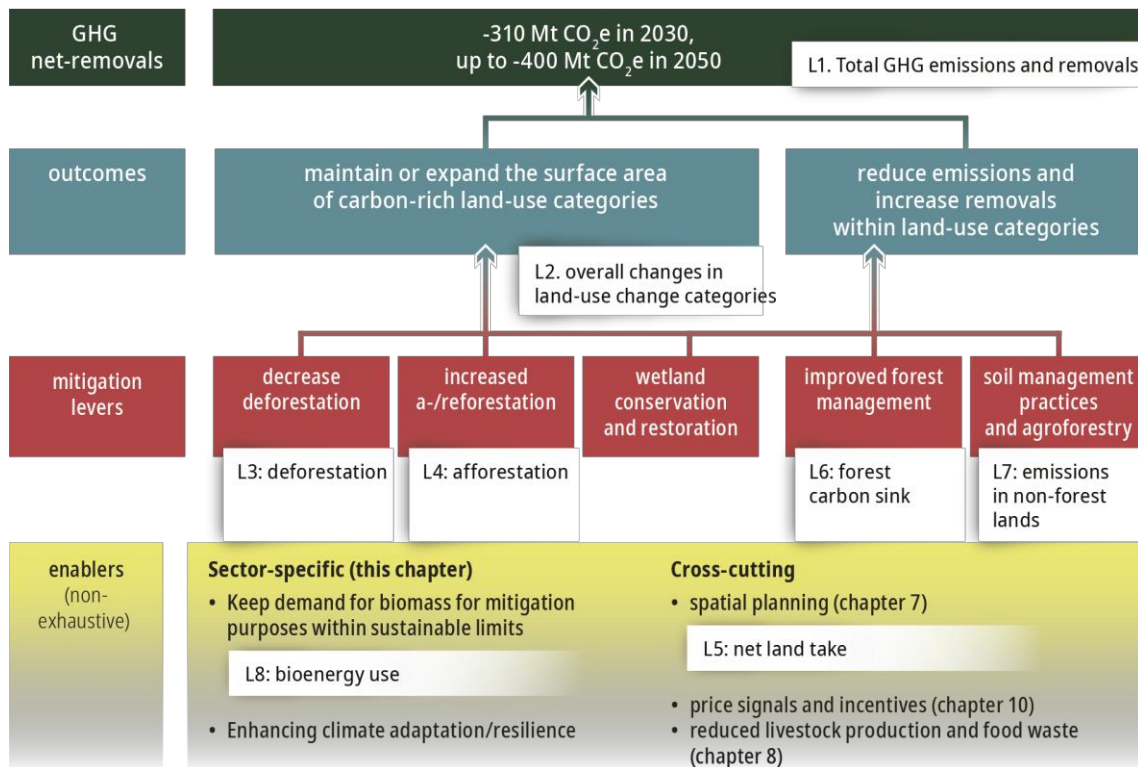 GHG
net-removals
-310 Mt CO₂e in 2030,
up to -400 Mt CO₂e in 2050
L1. Total GHG emissions and removals
outcomes
maintain or expand the surface area
of carbon-rich land-use categories
reduce emissions and
increase removals
within land-use categories
L2. overall changes in
land-use change categories
mitigation
levers
decrease
deforestation
increased
a-/reforestation
wetland
conservation
and restoration
improved forest
management
soil management
practices
and agroforestry
L3: deforestation
L4: afforestation
L6: forest
carbon sink
L7: emissions
in non-forest
lands
enablers
(non-
exhaustive)
Sector-specific (this chapter)
• Keep demand for biomass for mitigation
purposes within sustainable limits
L8: bioenergy use
• Enhancing climate adaptation/resilience
Cross-cutting
• spatial planning (chapter 7)
L5: net land take
• price signals and incentives (chapter 10)
• reduced livestock production and food waste
(chapter 8)